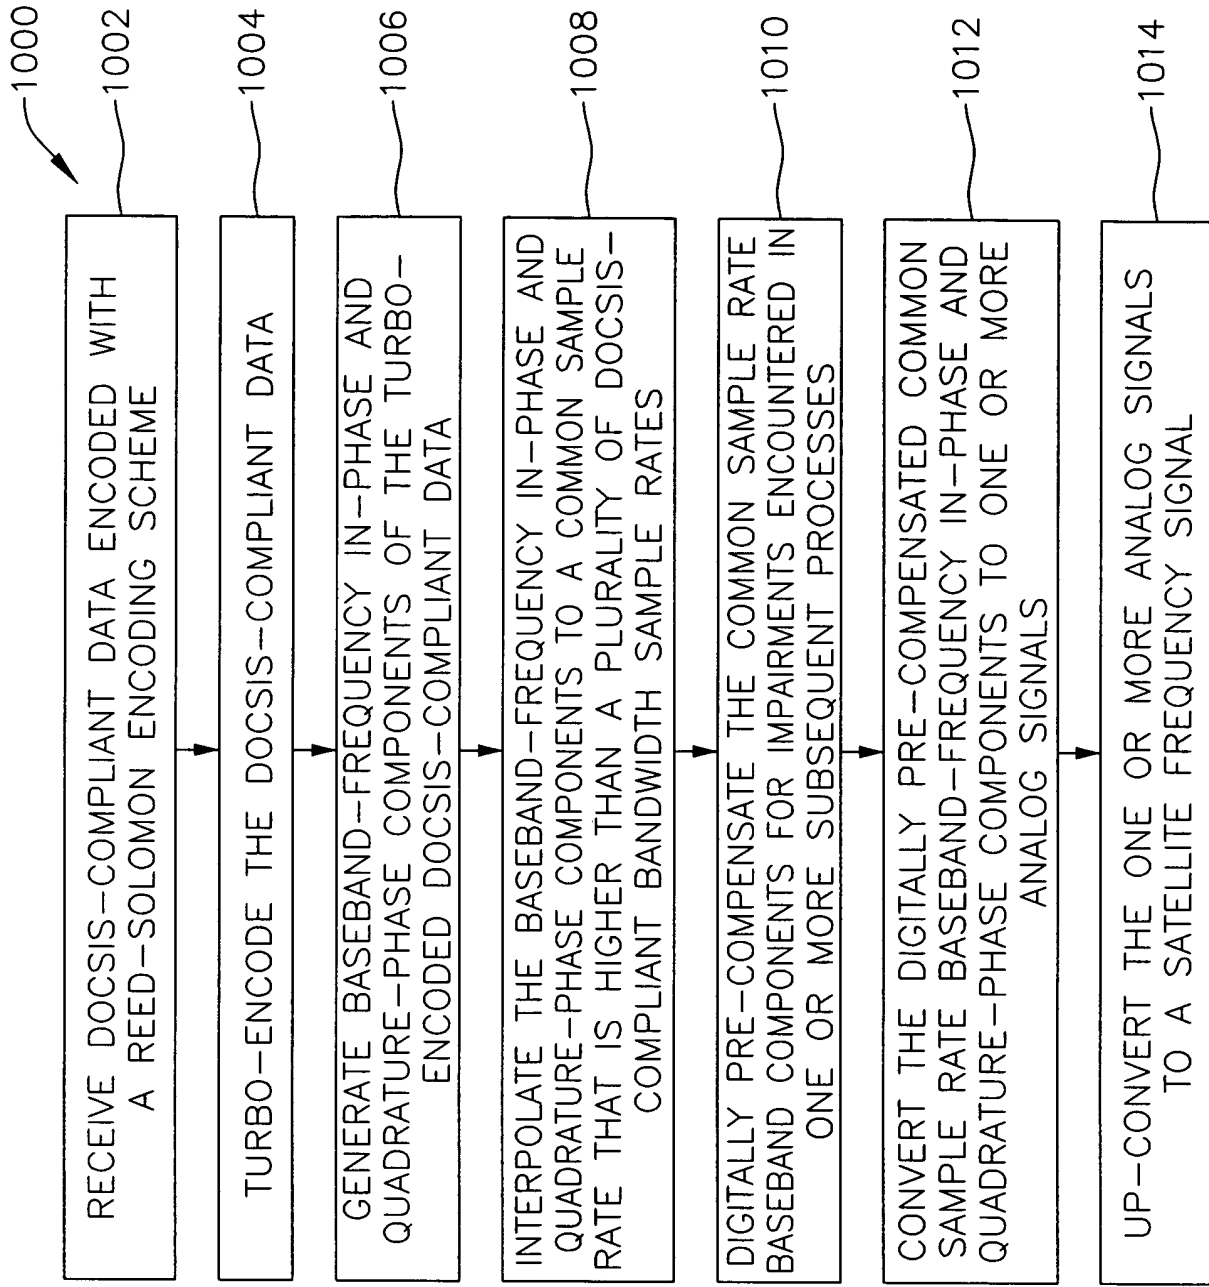 1000
RECEIVE DOCSIS-COMPLIANT DATA ENCODED WITH
A REED-SOLOMON ENCODING SCHEME
1002
TURBO-ENCODE THE DOCSIS-COMPLIANT DATA
1004
GENERATE BASEBAND-FREQUENCY IN-PHASE AND
QUADRATURE-PHASE COMPONENTS OF THE TURBO-
ENCODED DOCSIS-COMPLIANT DATA
1006
INTERPOLATE THE BASEBAND-FREQUENCY IN-PHASE AND
QUADRATURE-PHASE COMPONENTS TO A COMMON SAMPLE
RATE THAT IS HIGHER THAN A PLURALITY OF DOCSIS-
COMPLIANT BANDWIDTH SAMPLE RATES
1008
DIGITALLY PRE-COMPENSATE THE COMMON SAMPLE RATE
BASEBAND COMPONENTS FOR IMPAIRMENTS ENCOUNTERED IN
ONE OR MORE SUBSEQUENT PROCESSES
1010
CONVERT THE DIGITALLY PRE-COMPENSATED COMMON
SAMPLE RATE BASEBAND-FREQUENCY IN-PHASE AND
QUADRATURE-PHASE COMPONENTS TO ONE OR MORE
ANALOG SIGNALS
1012
UP-CONVERT THE ONE OR MORE ANALOG SIGNALS
TO A SATELLITE FREQUENCY SIGNAL
1014